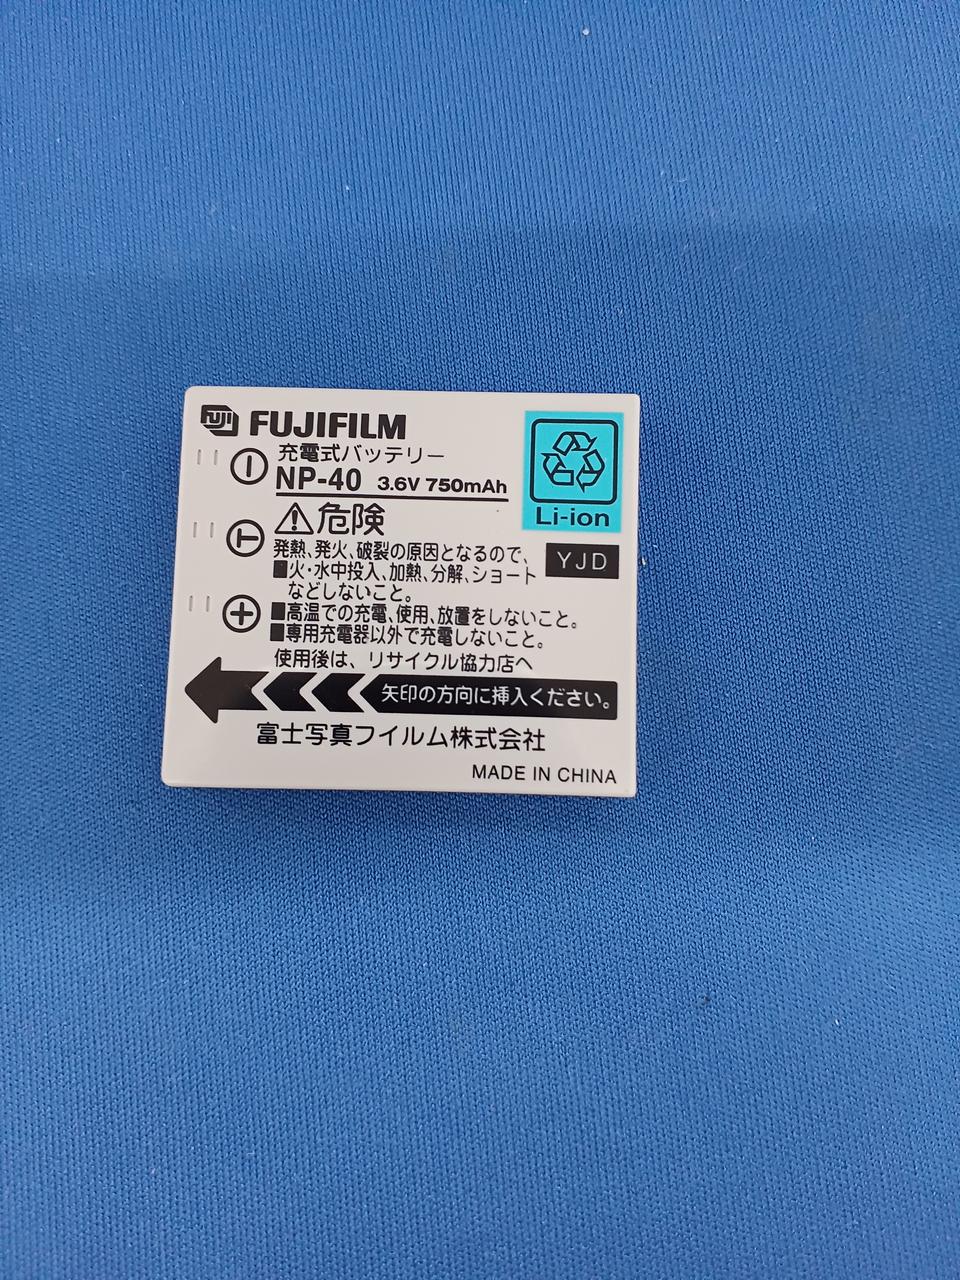 FUJI FUJIFILM
充電式バッテリー
NP-40 3.6V 750mAh
Li-ion
危険
YJD
発熱、発火、破裂の原因となるので、
■火・水中投入、加熱、分解、ショート
などしないこと。
■高温での充電、使用、放置をしないこと。
■専用充電器以外で充電しないこと。
使用後は、リサイクル協力店へ
矢印の方向に挿入ください。
富士写真フイルム株式会社
MADE IN CHINA